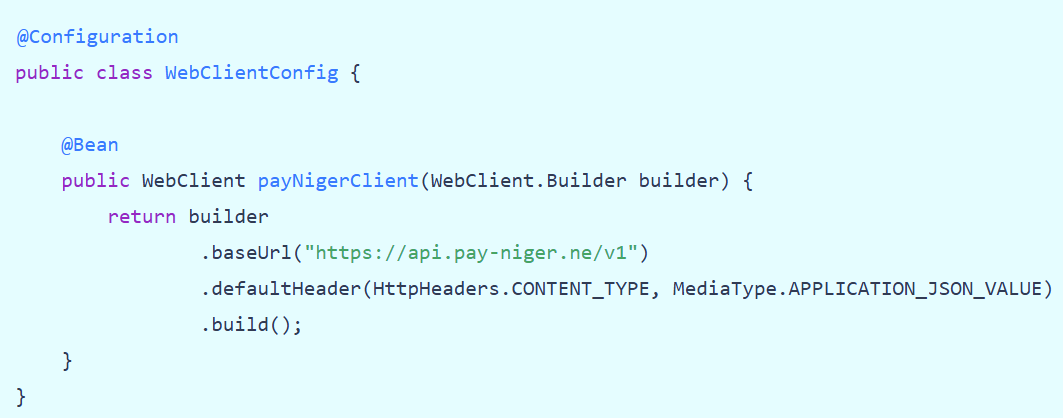 @Configuration
public class WebClientConfig {
@Bean
public WebClient payNigerClient(WebClient.Builder builder) {
return builder
.baseUrl("https://api.pay-niger.ne/v1")
.defaultHeader(HttpHeaders.CONTENT_TYPE, MediaType.APPLICATION_JSON_VALUE)
.build();
}
}